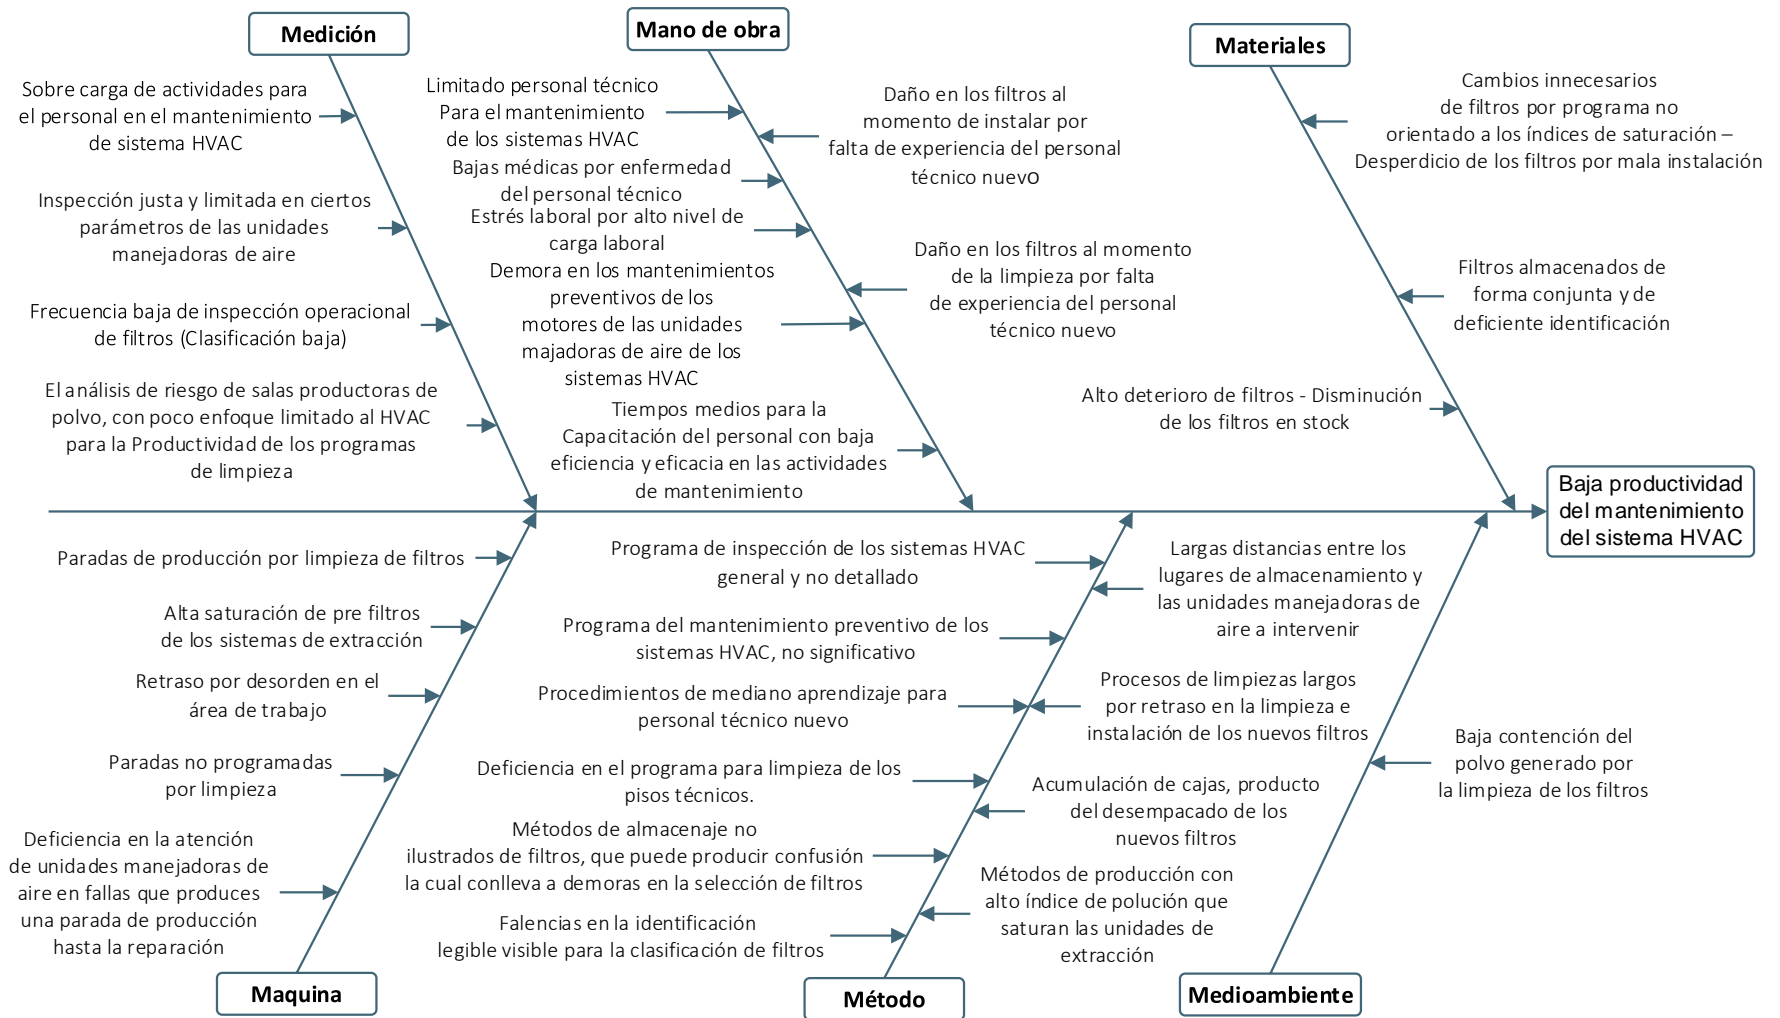 Medición
Sobre carga de actividades para
el personal en el mantenimiento
de sistema HVAC
Inspección justa y limitada en ciertos
parámetros de las unidades
manejadoras de aire
Frecuencia baja de inspección operacional
de filtros (Clasificación baja)
El análisis de riesgo de salas productoras de
polvo, con poco enfoque limitado al HVAC
para la Productividad de los programas
de limpieza
Mano de obra
Limitado personal técnico
Para el mantenimiento
de los sistemas HVAC
Bajas médicas por enfermedad
del personal técnico
Estrés laboral por alto nivel de
carga laboral
Demora en los mantenimientos
preventivos de los
motores de las unidades
majadoras de aire de los
sistemas HVAC
Tiempos medios para la
Capacitación del personal con baja
eficiencia y eficacia en las actividades
de mantenimiento
Daño en los filtros al
momento de instalar por
falta de experiencia del personal
técnico nuevo
Daño en los filtros al momento
de la limpieza por falta
de experiencia del personal
técnico nuevo
Materiales
Cambios innecesarios
de filtros por programa no
orientado a los índices de saturación –
Desperdicio de los filtros por mala instalación
Filtros almacenados de
forma conjunta y de
deficiente identificación
Alto deterioro de filtros - Disminución
de los filtros en stock
Baja productividad
del mantenimiento
del sistema HVAC
Paradas de producción por limpieza de filtros
Alta saturación de pre filtros
de los sistemas de extracción
Retraso por desorden en el
área de trabajo
Paradas no programadas
por limpieza
Deficiencia en la atención
de unidades manejadoras de
aire en fallas que produces
una parada de producción
hasta la reparación
Maquina
Programa de inspección de los sistemas HVAC
general y no detallado
Programa del mantenimiento preventivo de los
sistemas HVAC, no significativo
Procedimientos de mediano aprendizaje para
personal técnico nuevo
Deficiencia en el programa para limpieza de los
pisos técnicos.
Métodos de almacenaje no
ilustrados de filtros, que puede producir confusión
la cual conlleva a demoras en la selección de filtros
Falencias en la identificación
legible visible para la clasificación de filtros
Largas distancias entre los
lugares de almacenamiento y
las unidades manejadoras de
aire a intervenir
Procesos de limpiezas largos
por retraso en la limpieza e
instalación de los nuevos filtros
Acumulación de cajas, producto
del desempacado de los
nuevos filtros
Métodos de producción con
alto índice de polución que
saturan las unidades de
extracción
Método
Baja contención del
polvo generado por
la limpieza de los filtros
Medioambiente